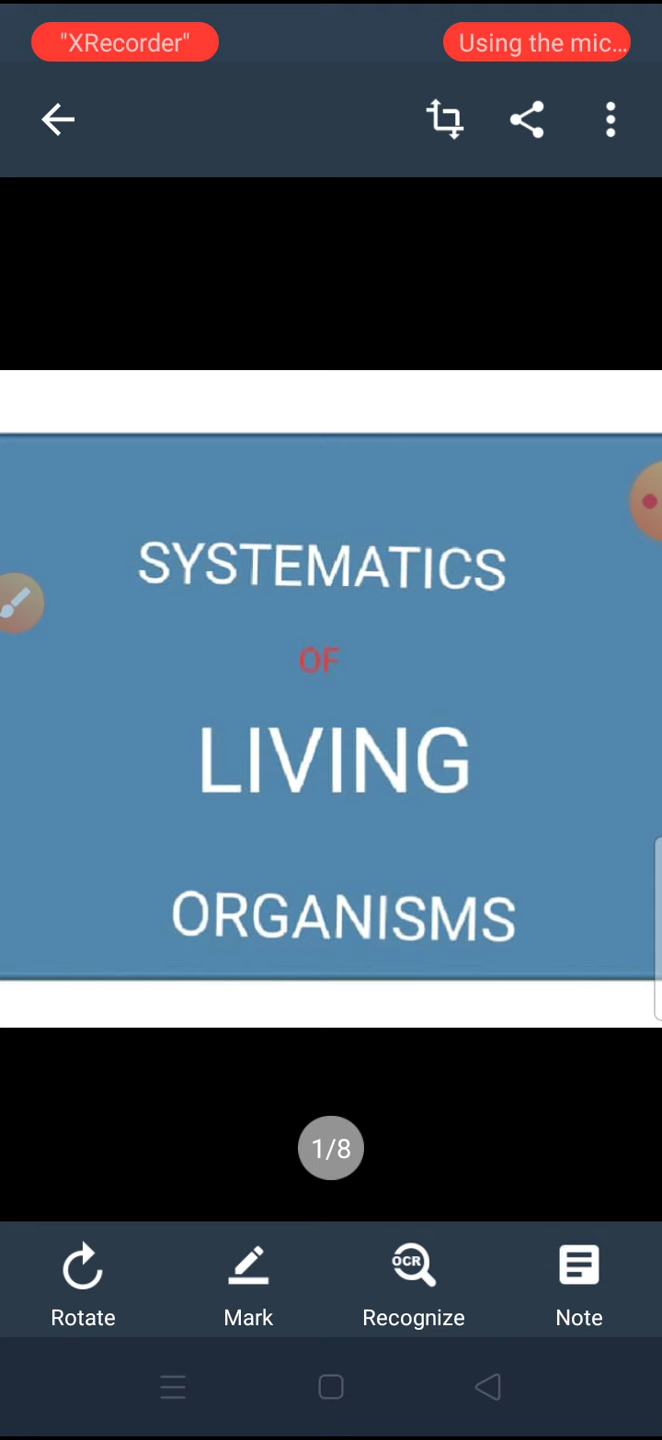 "XRecorder"
Using the mic...
SYSTEMATICS
OF
LIVING
ORGANISMS
1/8
OCR
Rotate
Mark
Recognize
Note